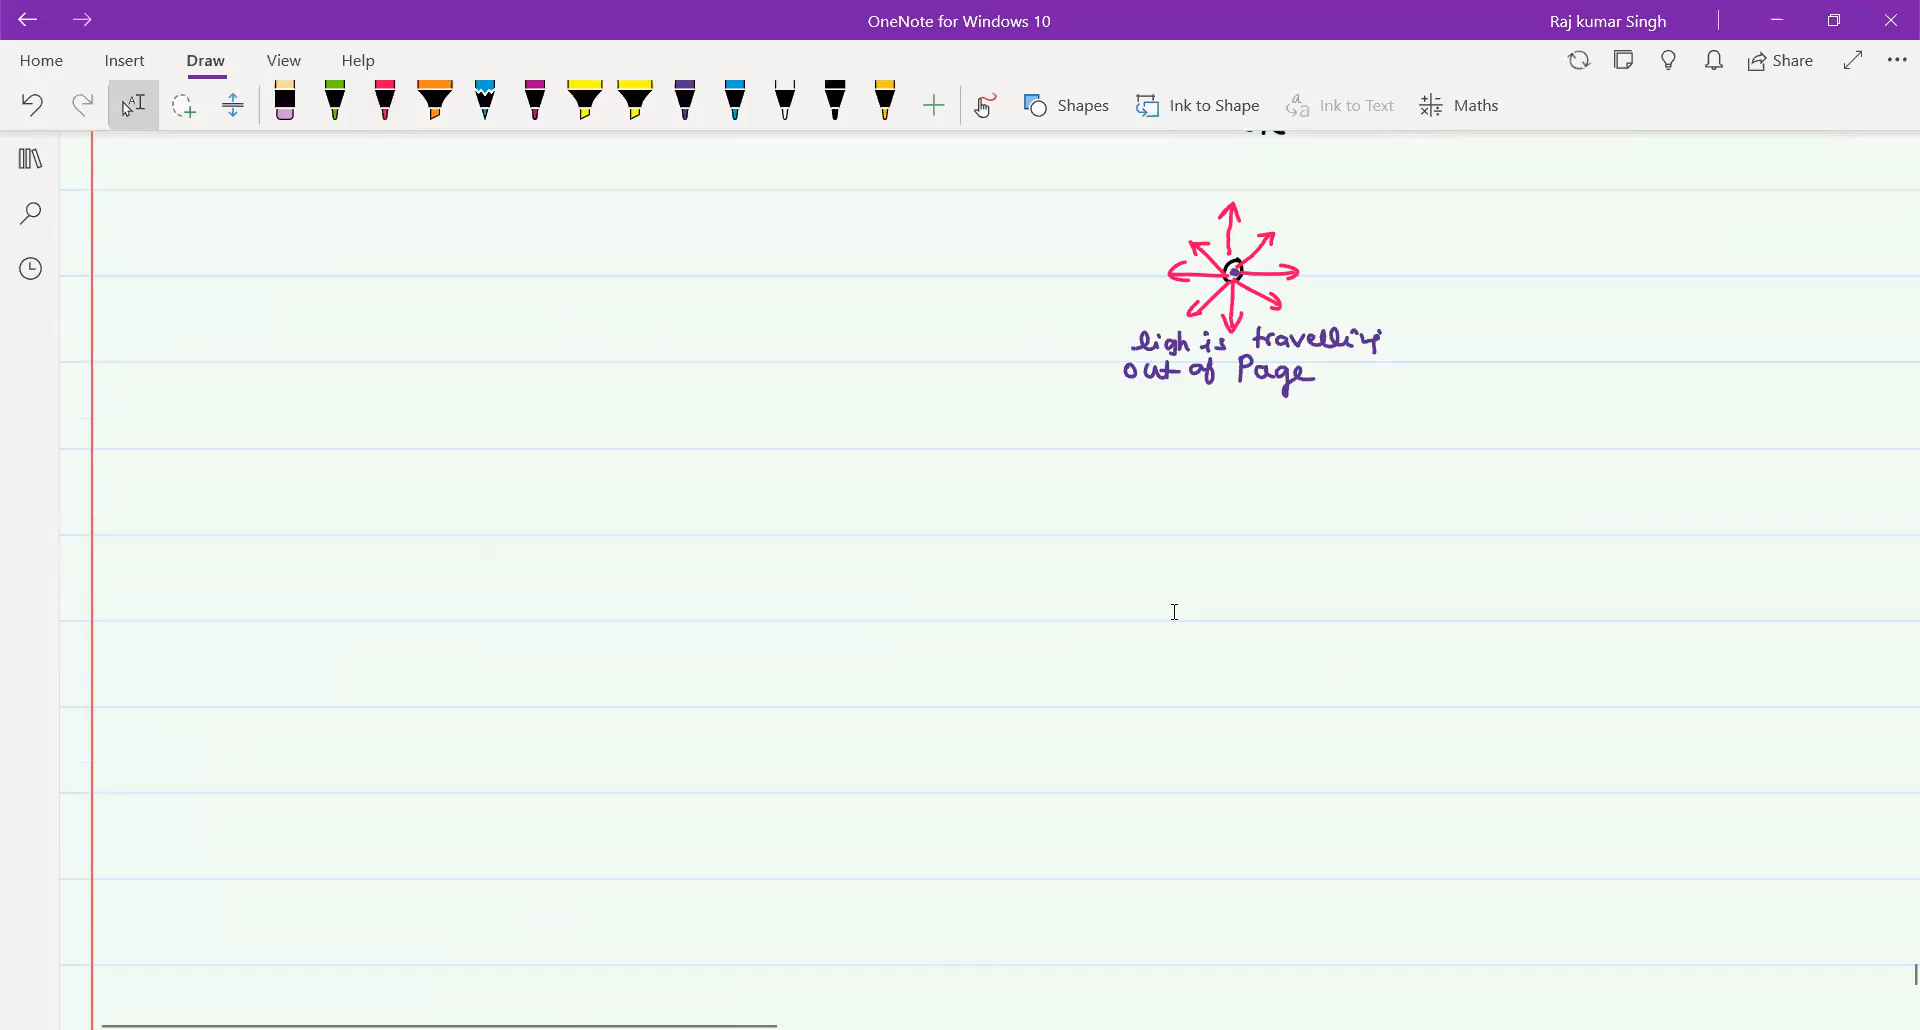 OneNote for Windows 10
Raj kumar Singh
Home Insert Draw View Help
Share
Shapes Ink to Shape Ink to Text Maths
ligh is travelling
out of Page